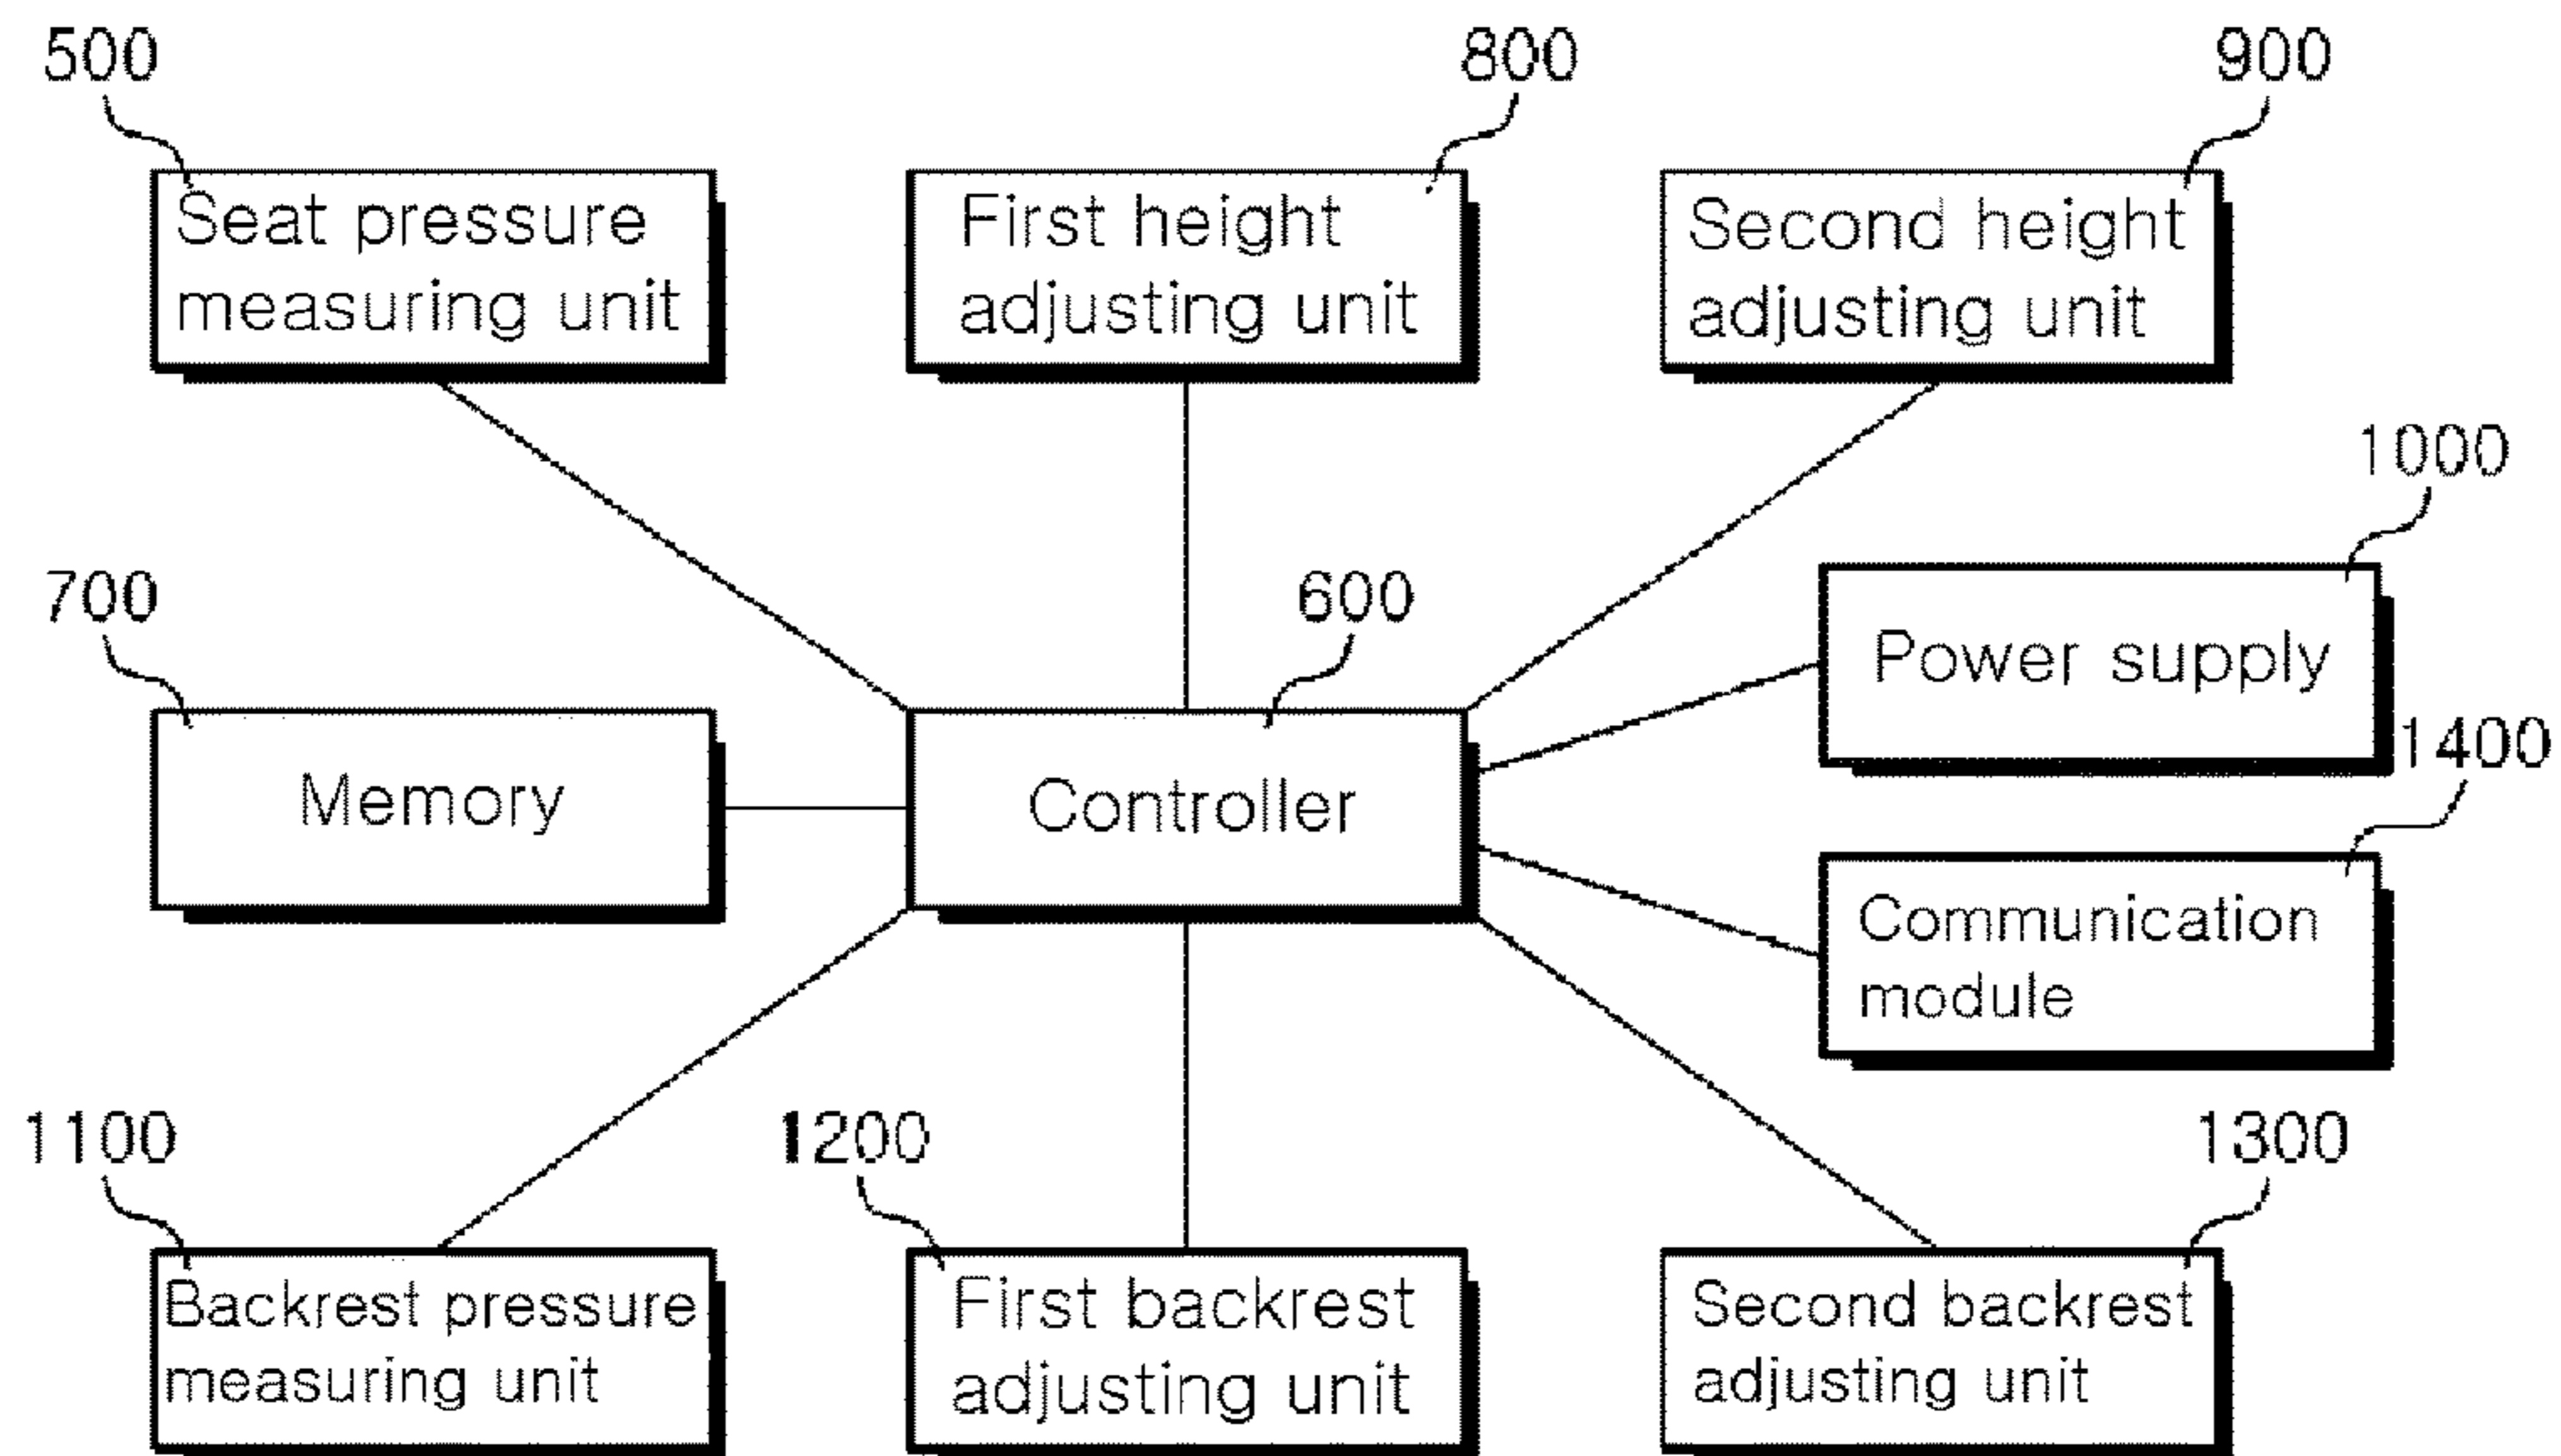 500
800
900
Seat pressure
measuring unit
First height
adjusting unit
Second height
adjusting unit
1000
Power supply
700
600
Memory
Controller
1400
Communication
module
1100
1200
1300
Backrest pressure
measuring unit
First backrest
adjusting unit
Second backrest
adjusting unit